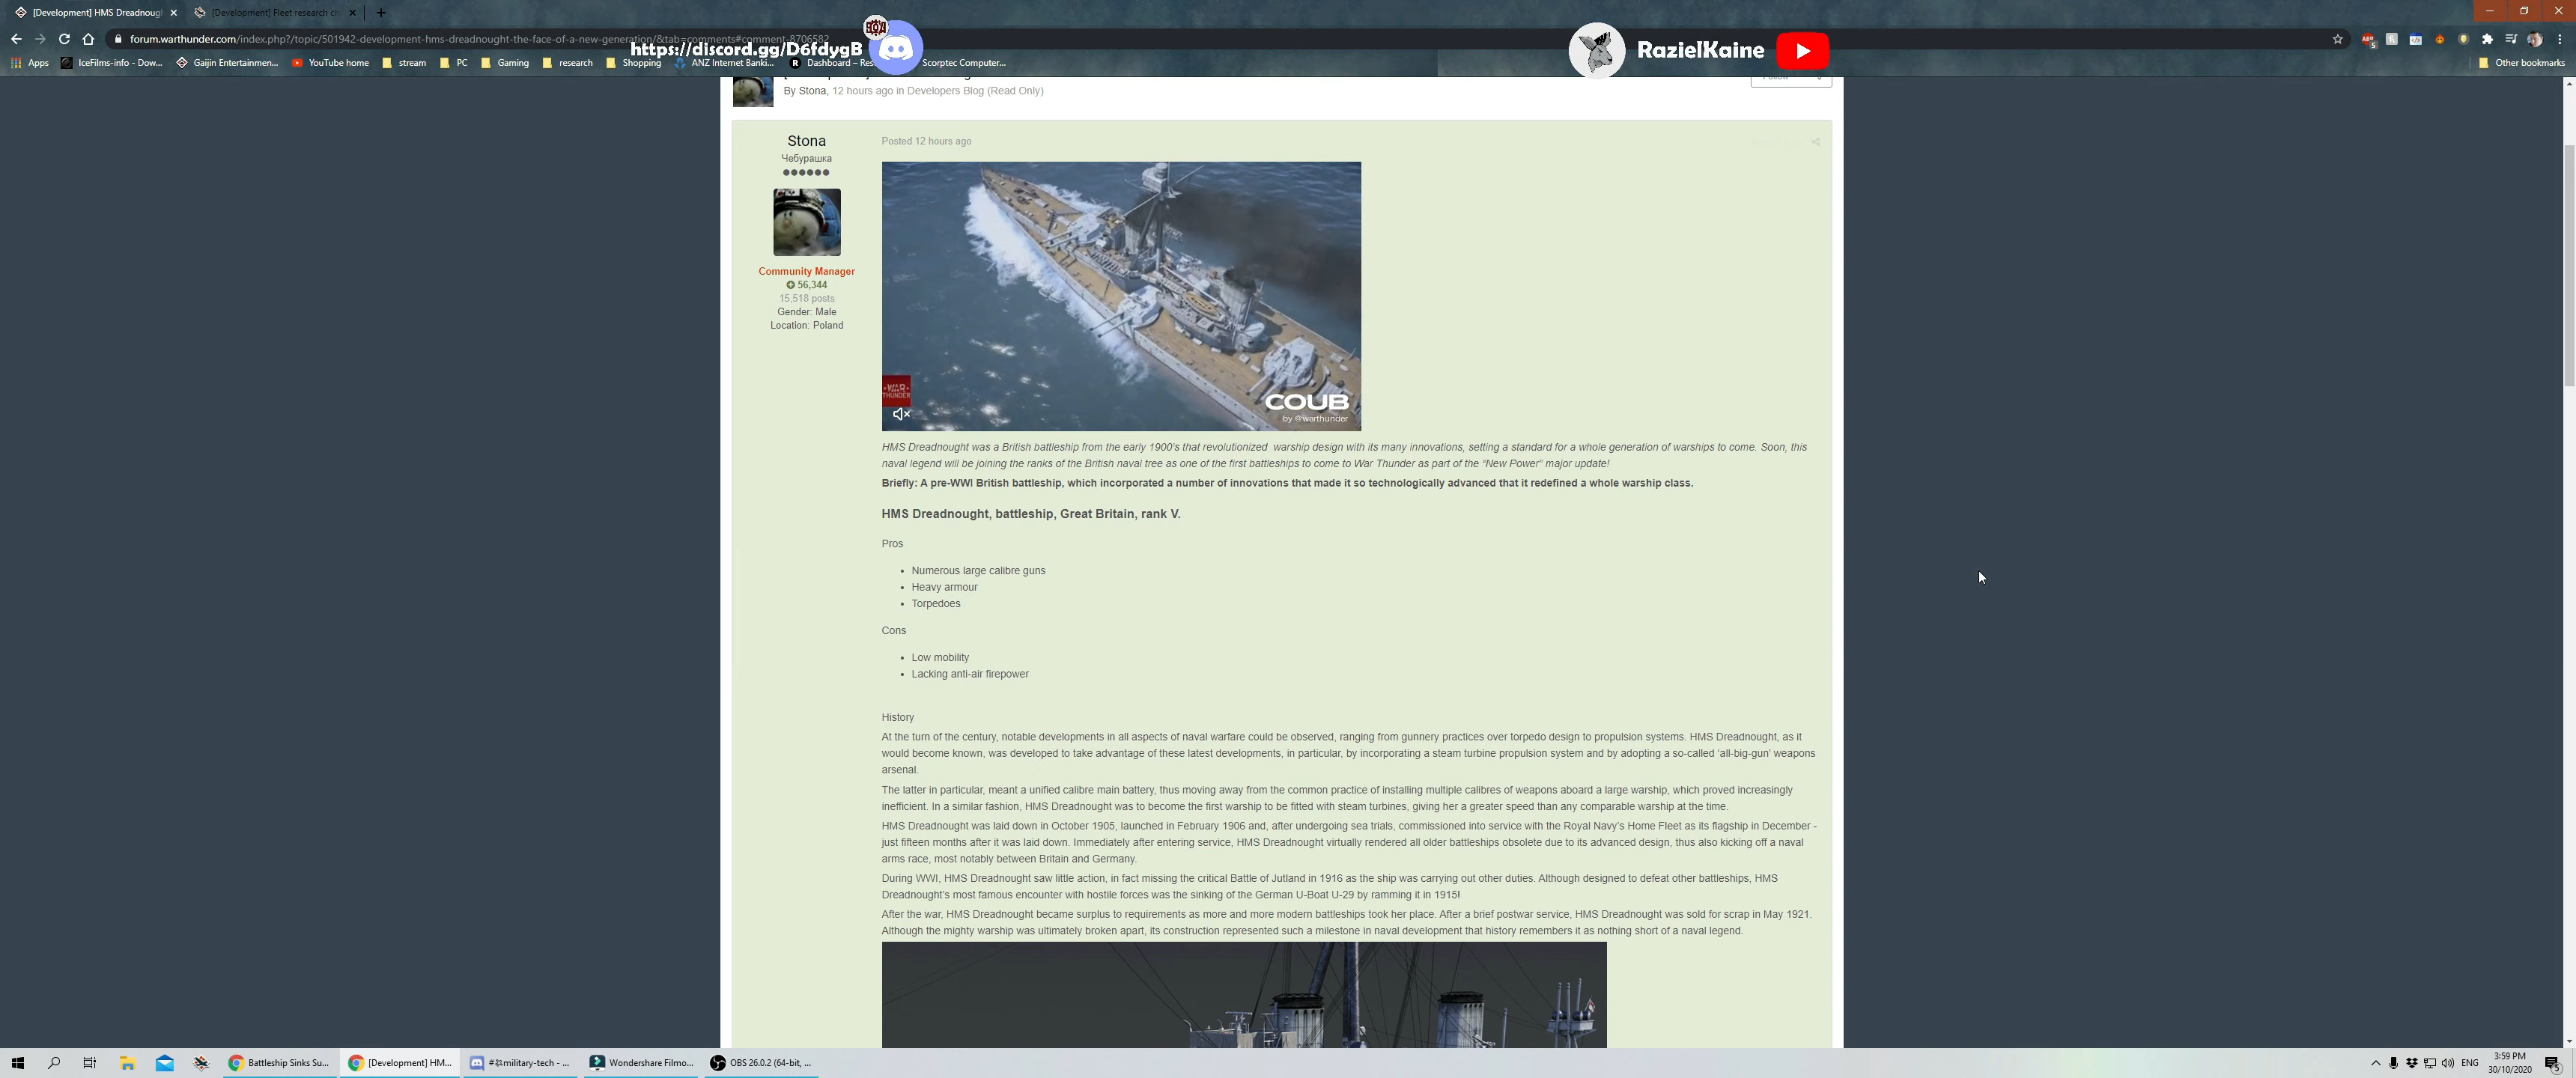 [Development] HMS Dreadnough
[Development] Fleet research ch
forum.warthunder.com/index.php?/topic/501942-development-hms-dreadnought-the-face-of-a-new-generation/&tab=comments#comment-8706582
https://discord.gg/D6fdygB
RazielKaine
Apps
IceFilms-info - Dow...
Gaijin Entertainmen...
YouTube home
stream
PC
Gaming
research
Shopping
ANZ Internet Banki...
Dashboard – Res
Scorptec Computer...
Other bookmarks
By Stona, 12 hours ago in Developers Blog (Read Only)
Stona
Чебурашка
Community Manager
56,344
15,518 posts
Gender: Male
Location: Poland
Posted 12 hours ago
WAR THUNDER
COUB
by @warthunder
HMS Dreadnought was a British battleship from the early 1900's that revolutionized warship design with its many innovations, setting a standard for a whole generation of warships to come. Soon, this
naval legend will be joining the ranks of the British naval tree as one of the first battleships to come to War Thunder as part of the “New Power” major update!
Briefly: A pre-WWI British battleship, which incorporated a number of innovations that made it so technologically advanced that it redefined a whole warship class.
HMS Dreadnought, battleship, Great Britain, rank V.
Pros
• Numerous large calibre guns
• Heavy armour
• Torpedoes
Cons
• Low mobility
• Lacking anti-air firepower
History
At the turn of the century, notable developments in all aspects of naval warfare could be observed, ranging from gunnery practices over torpedo design to propulsion systems. HMS Dreadnought, as it
would become known, was developed to take advantage of these latest developments, in particular, by incorporating a steam turbine propulsion system and by adopting a so-called ‘all-big-gun’ weapons
arsenal.
The latter in particular, meant a unified calibre main battery, thus moving away from the common practice of installing multiple calibres of weapons aboard a large warship, which proved increasingly
inefficient. In a similar fashion, HMS Dreadnought was to become the first warship to be fitted with steam turbines, giving her a greater speed than any comparable warship at the time.
HMS Dreadnought was laid down in October 1905, launched in February 1906 and, after undergoing sea trials, commissioned into service with the Royal Navy’s Home Fleet as its flagship in December -
just fifteen months after it was laid down. Immediately after entering service, HMS Dreadnought virtually rendered all older battleships obsolete due to its advanced design, thus also kicking off a naval
arms race, most notably between Britain and Germany.
During WWI, HMS Dreadnought saw little action, in fact missing the critical Battle of Jutland in 1916 as the ship was carrying out other duties. Although designed to defeat other battleships, HMS
Dreadnought’s most famous encounter with hostile forces was the sinking of the German U-Boat U-29 by ramming it in 1915!
After the war, HMS Dreadnought became surplus to requirements as more and more modern battleships took her place. After a brief postwar service, HMS Dreadnought was sold for scrap in May 1921.
Although the mighty warship was ultimately broken apart, its construction represented such a milestone in naval development that history remembers it as nothing short of a naval legend.
Battleship Sinks Su...
[Development] HM...
military-tech - ...
Wondershare Filmo...
OBS 26.0.2 (64-bit, ...
ENG
3:59 PM
30/10/2020